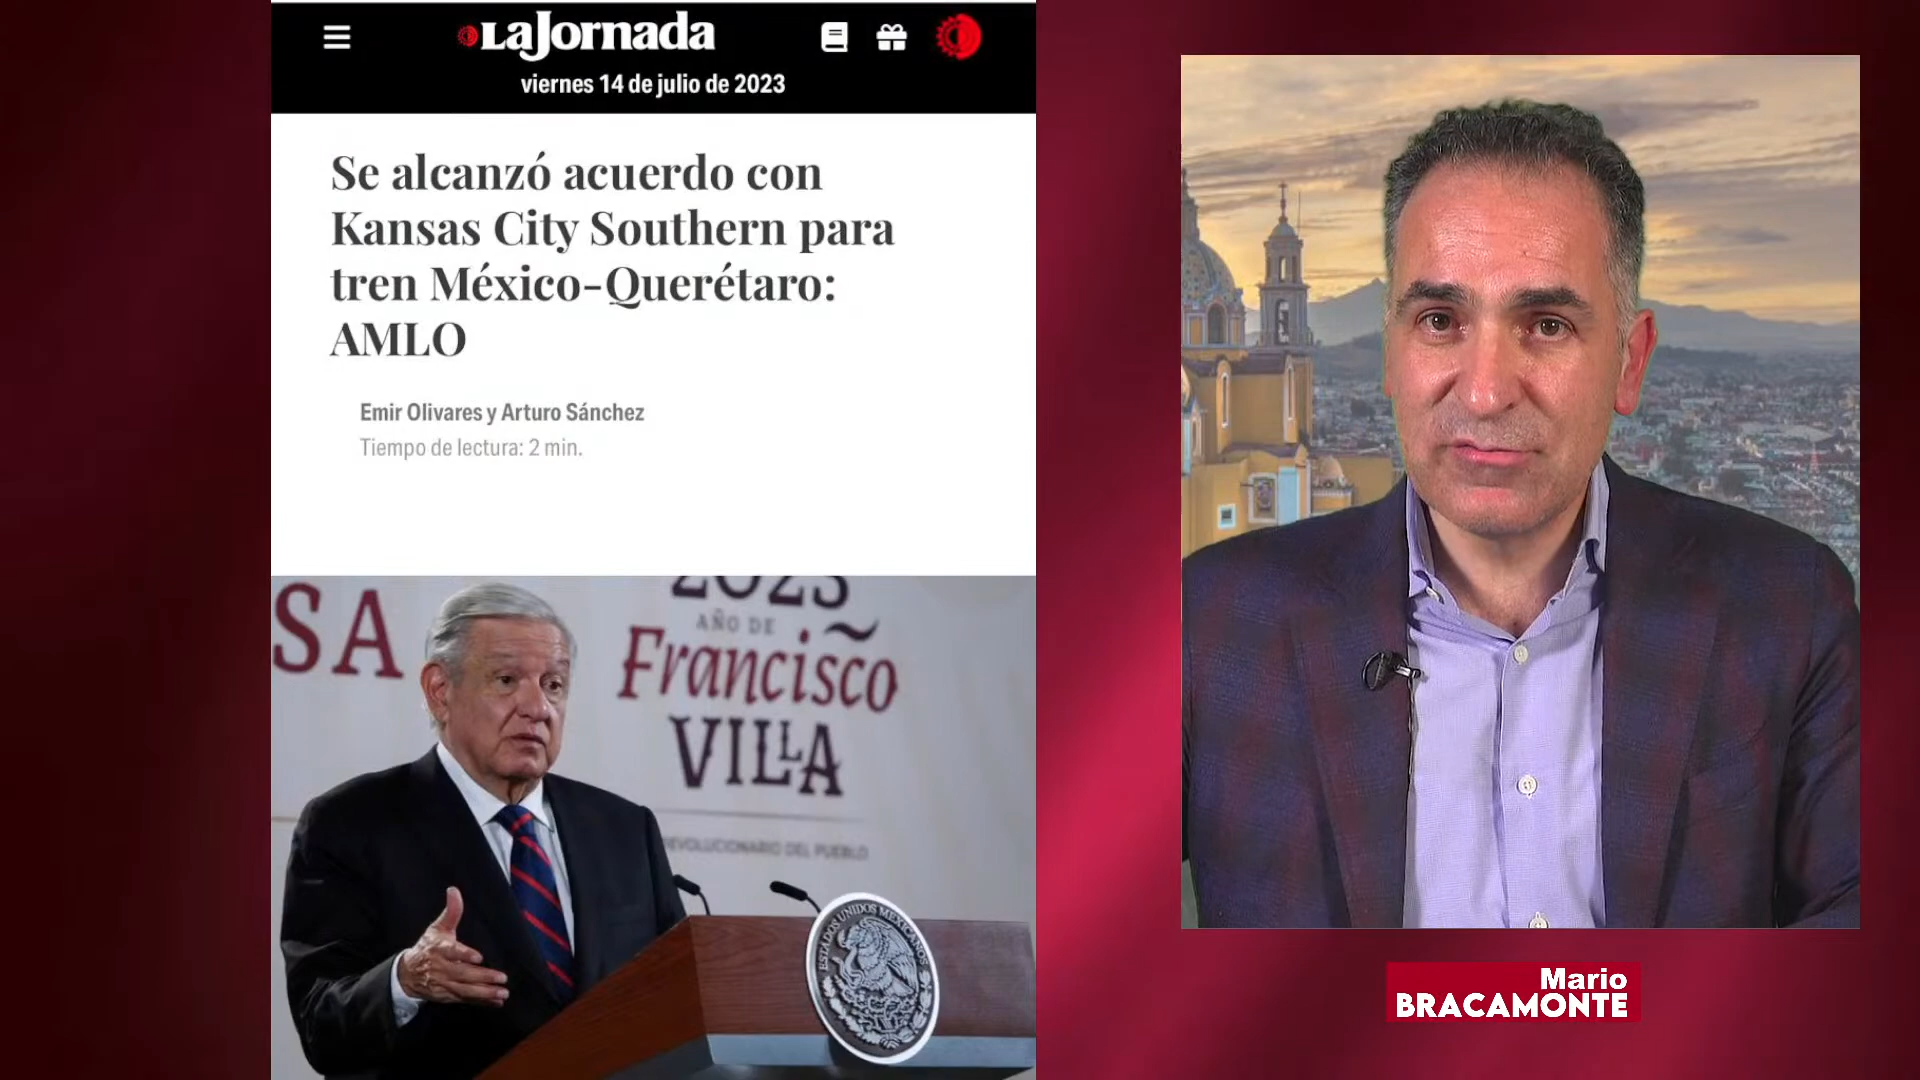 LaJornada
viernes 14 de julio de 2023
Se alcanzó acuerdo con
Kansas City Southern para
tren México-Querétaro:
AMLO
Emir Olivares y Arturo Sánchez
Tiempo de lectura: 2 min.
SA
2023
AÑO DE
Francisco
VILLA
REVOLUCIONARIO DEL PUEBLO
ESTADOS UNIDOS MEXICANOS
Mario
BRACAMONTE